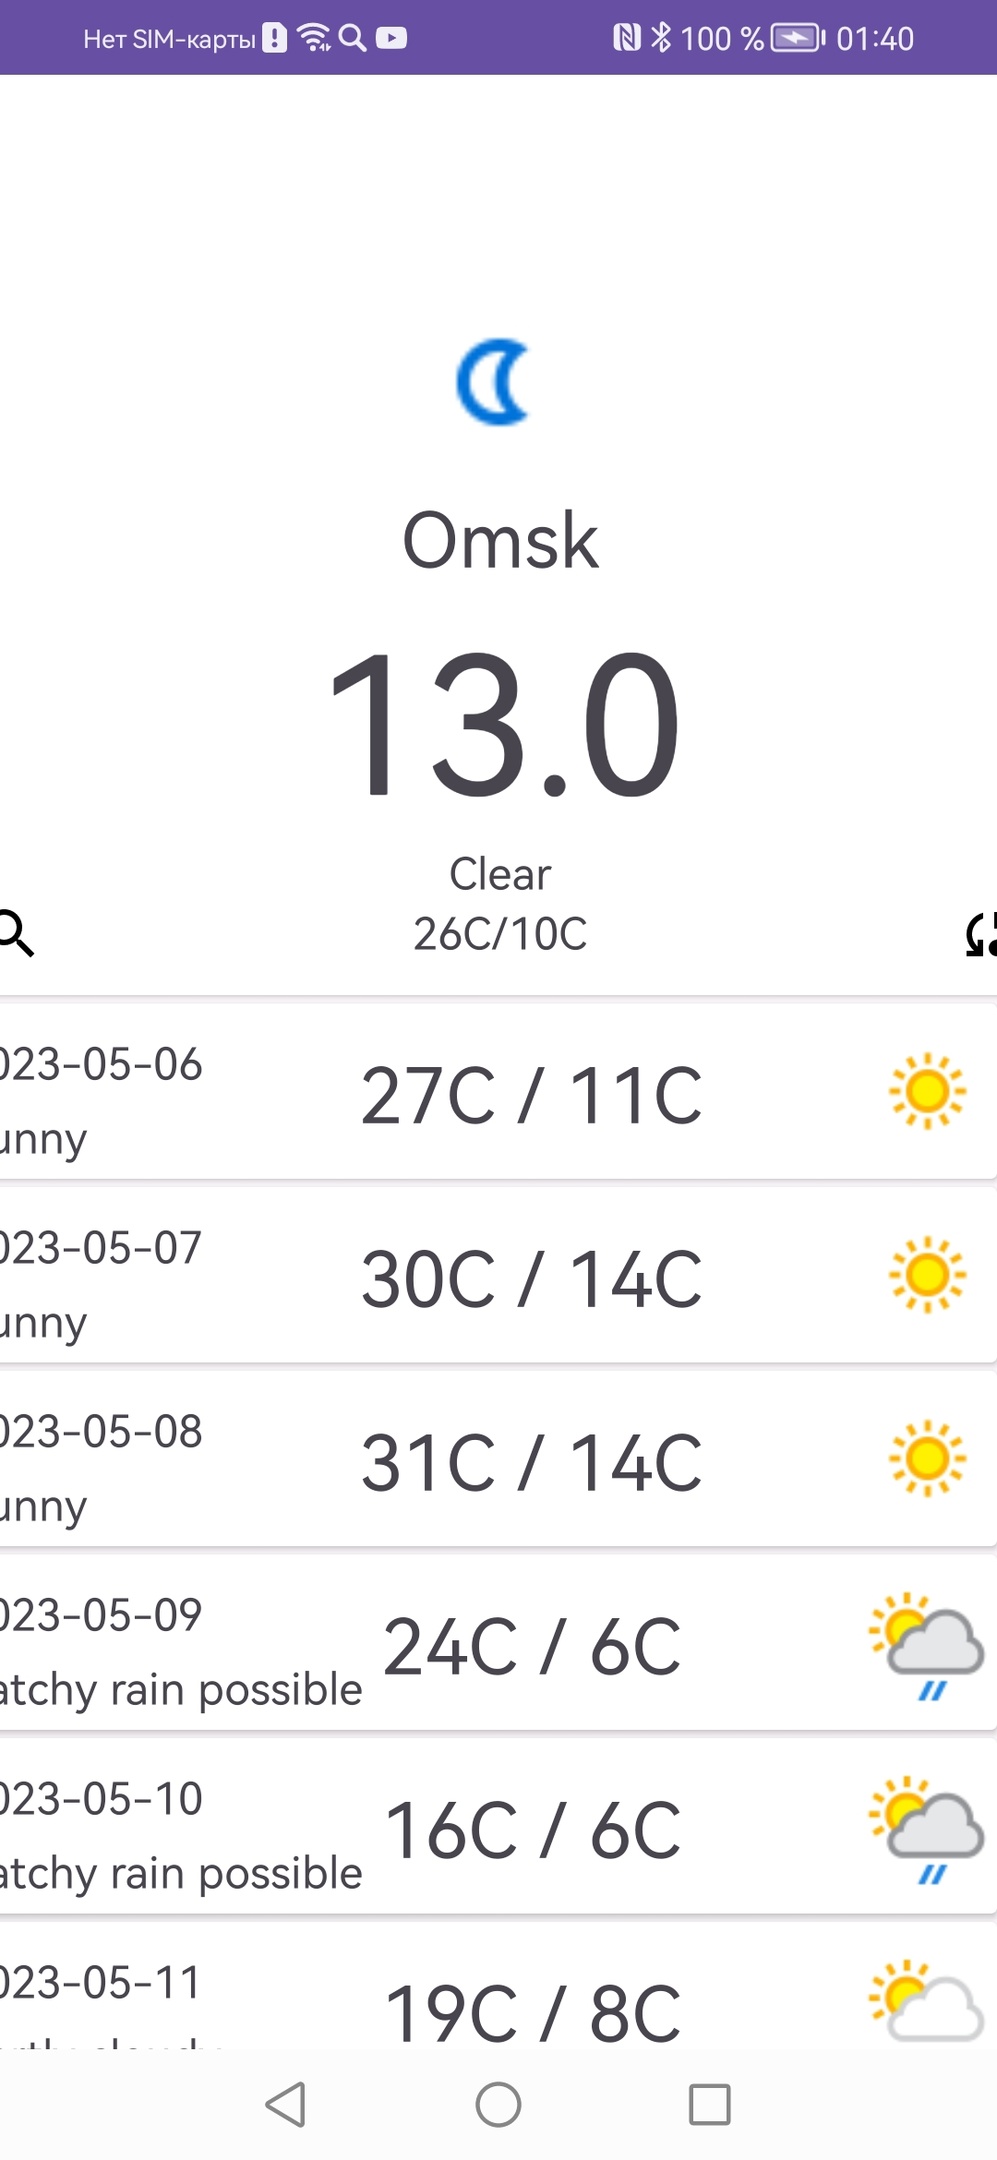 Нет SIM-карты 100 % 01:40
Omsk
13.0
Clear
26C/10C
023-05-06
27C / 11C
unny
023-05-07
30C / 14C
unny
023-05-08
31C / 14C
unny
023-05-09
24C / 6C
atchy rain possible
023-05-10
16C / 6C
atchy rain possible
023-05-11
19C / 8C